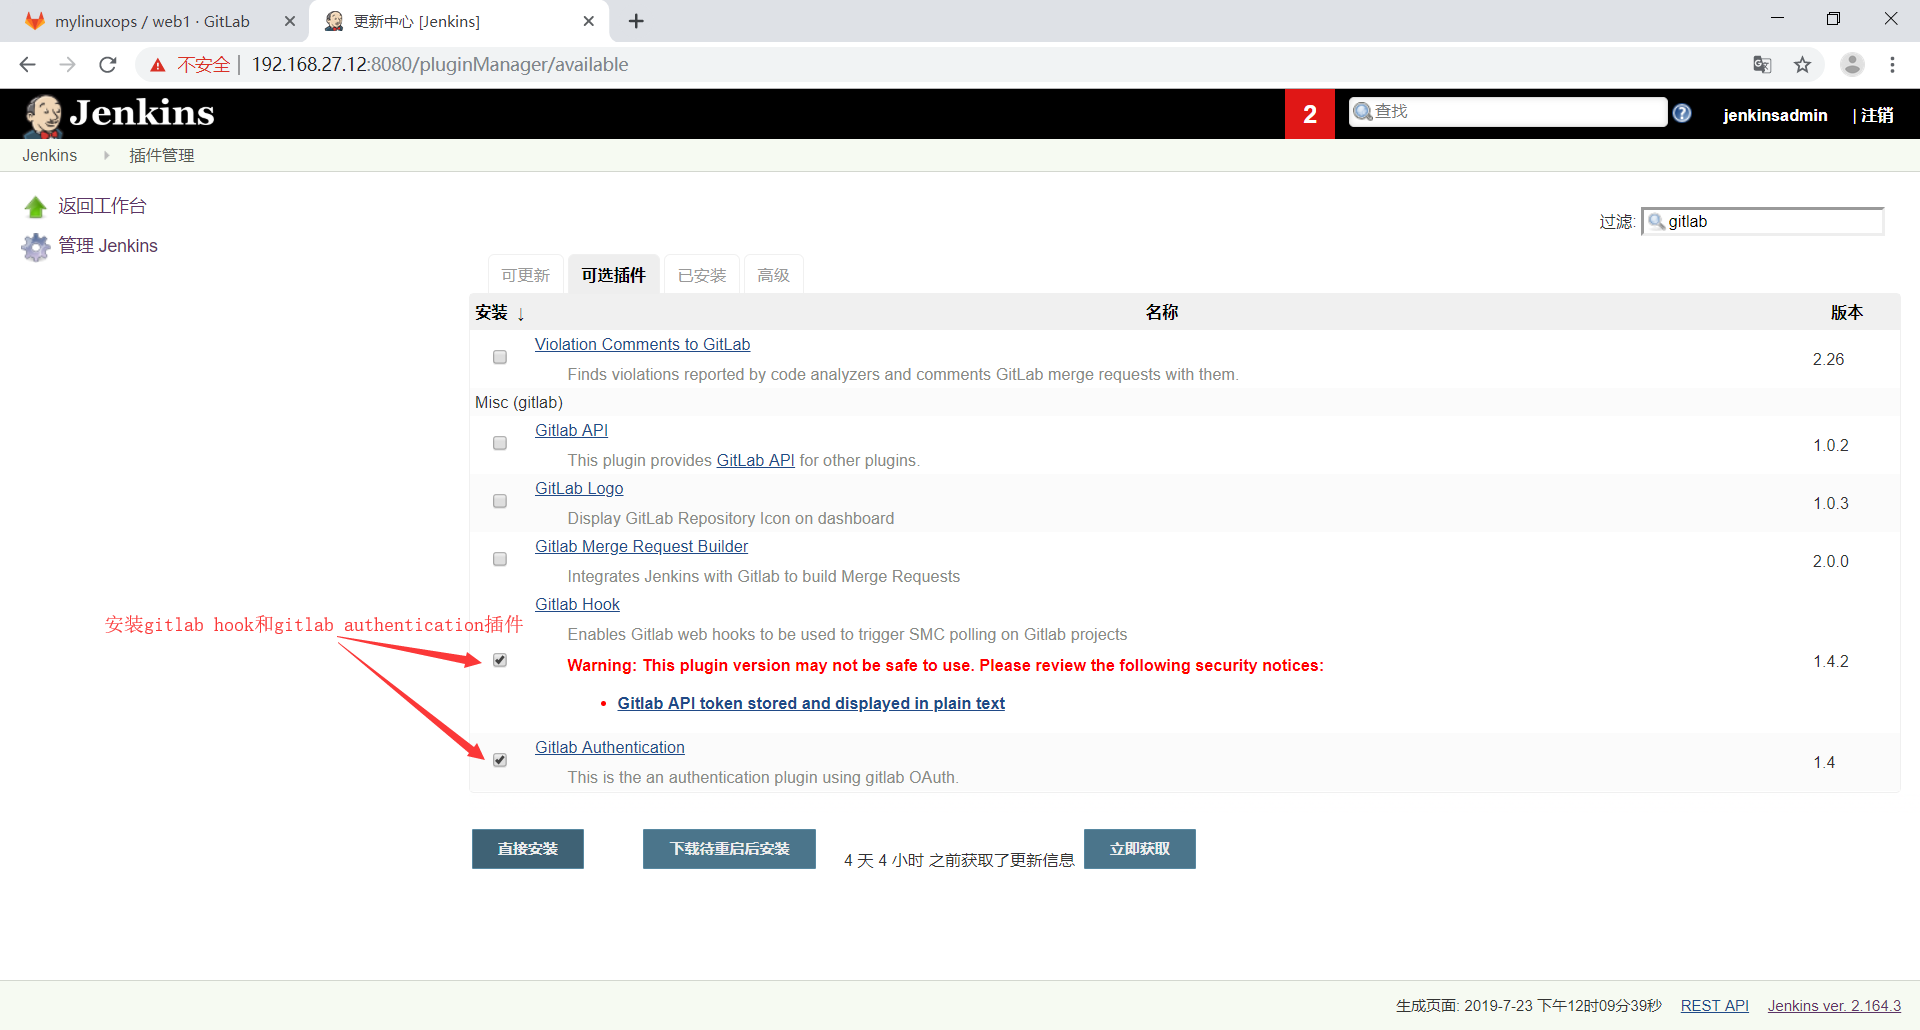 mylinuxops / web1 · GitLab
更新中心 [Jenkins]
不安全 | 192.168.27.12:8080/pluginManager/available
Jenkins
2
查找
jenkinsadmin
| 注销
Jenkins
插件管理
返回工作台
管理 Jenkins
过滤: gitlab
可更新
可选插件
已安装
高级
安装 ↓
名称
版本
Violation Comments to GitLab
Finds violations reported by code analyzers and comments GitLab merge requests with them.
2.26
Misc (gitlab)
Gitlab API
This plugin provides GitLab API for other plugins.
1.0.2
GitLab Logo
Display GitLab Repository Icon on dashboard
1.0.3
Gitlab Merge Request Builder
Integrates Jenkins with Gitlab to build Merge Requests
2.0.0
Gitlab Hook
安装gitlab hook和gitlab authentication插件
Enables Gitlab web hooks to be used to trigger SMC polling on Gitlab projects
Warning: This plugin version may not be safe to use. Please review the following security notices:
1.4.2
• Gitlab API token stored and displayed in plain text
Gitlab Authentication
This is the an authentication plugin using gitlab OAuth.
1.4
直接安装
下载待重启后安装
4 天 4 小时 之前获取了更新信息
立即获取
生成页面: 2019-7-23 下午12时09分39秒
REST API
Jenkins ver. 2.164.3